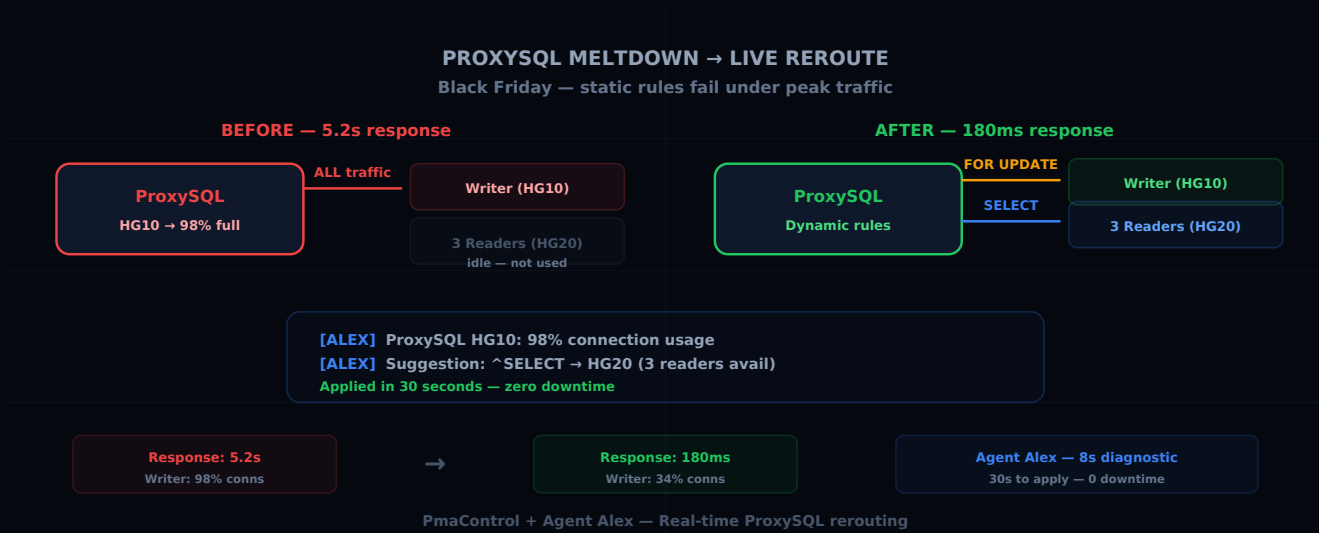 PROXYSQL MELTDOWN → LIVE REROUTE
Black Friday — static rules fail under peak traffic
BEFORE — 5.2s response
ProxySQL
HG10 → 98% full
ALL traffic
Writer (HG10)
3 Readers (HG20)
idle — not used
AFTER — 180ms response
ProxySQL
Dynamic rules
FOR UPDATE
SELECT
Writer (HG10)
3 Readers (HG20)
[ALEX] ProxySQL HG10: 98% connection usage
[ALEX] Suggestion: ^SELECT → HG20 (3 readers avail)
Applied in 30 seconds — zero downtime
Response: 5.2s
Writer: 98% conns
→
Response: 180ms
Writer: 34% conns
Agent Alex — 8s diagnostic
30s to apply — 0 downtime
PmaControl + Agent Alex — Real-time ProxySQL rerouting